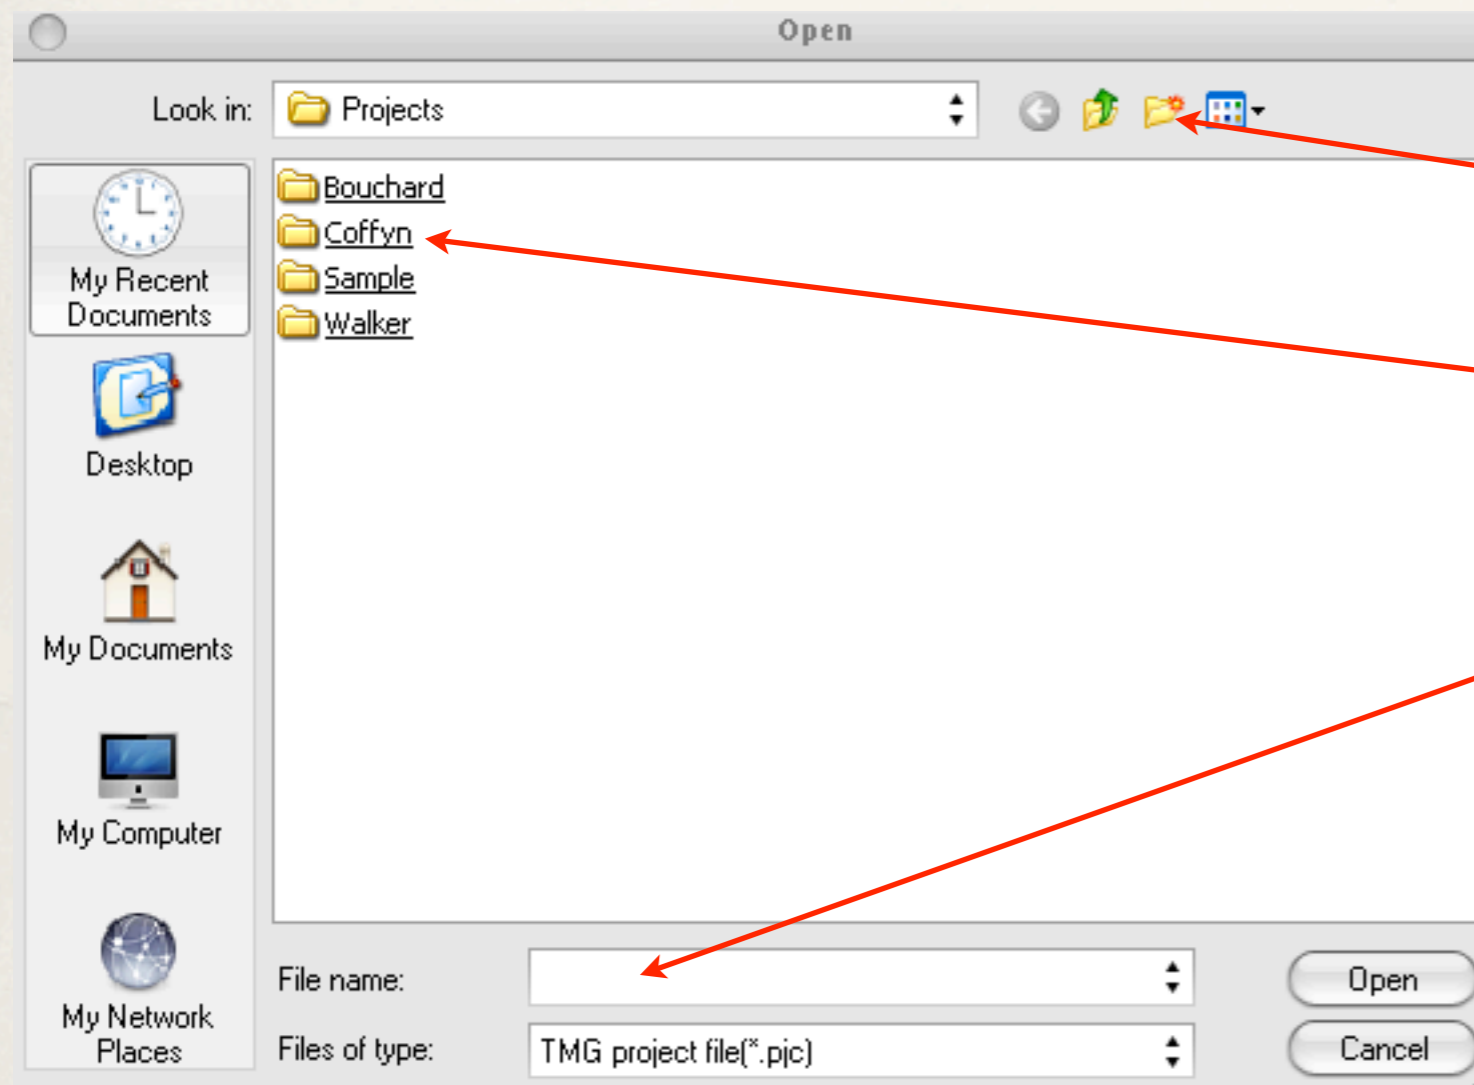 Open
Look in:
Projects
My Recent
Documents
Desktop
My Documents
My Computer
My Network
Places
Bouchard
Coffyn
Sample
Walker
File name:
Open
Files of type:
TMG project file(*.pjc)
Cancel